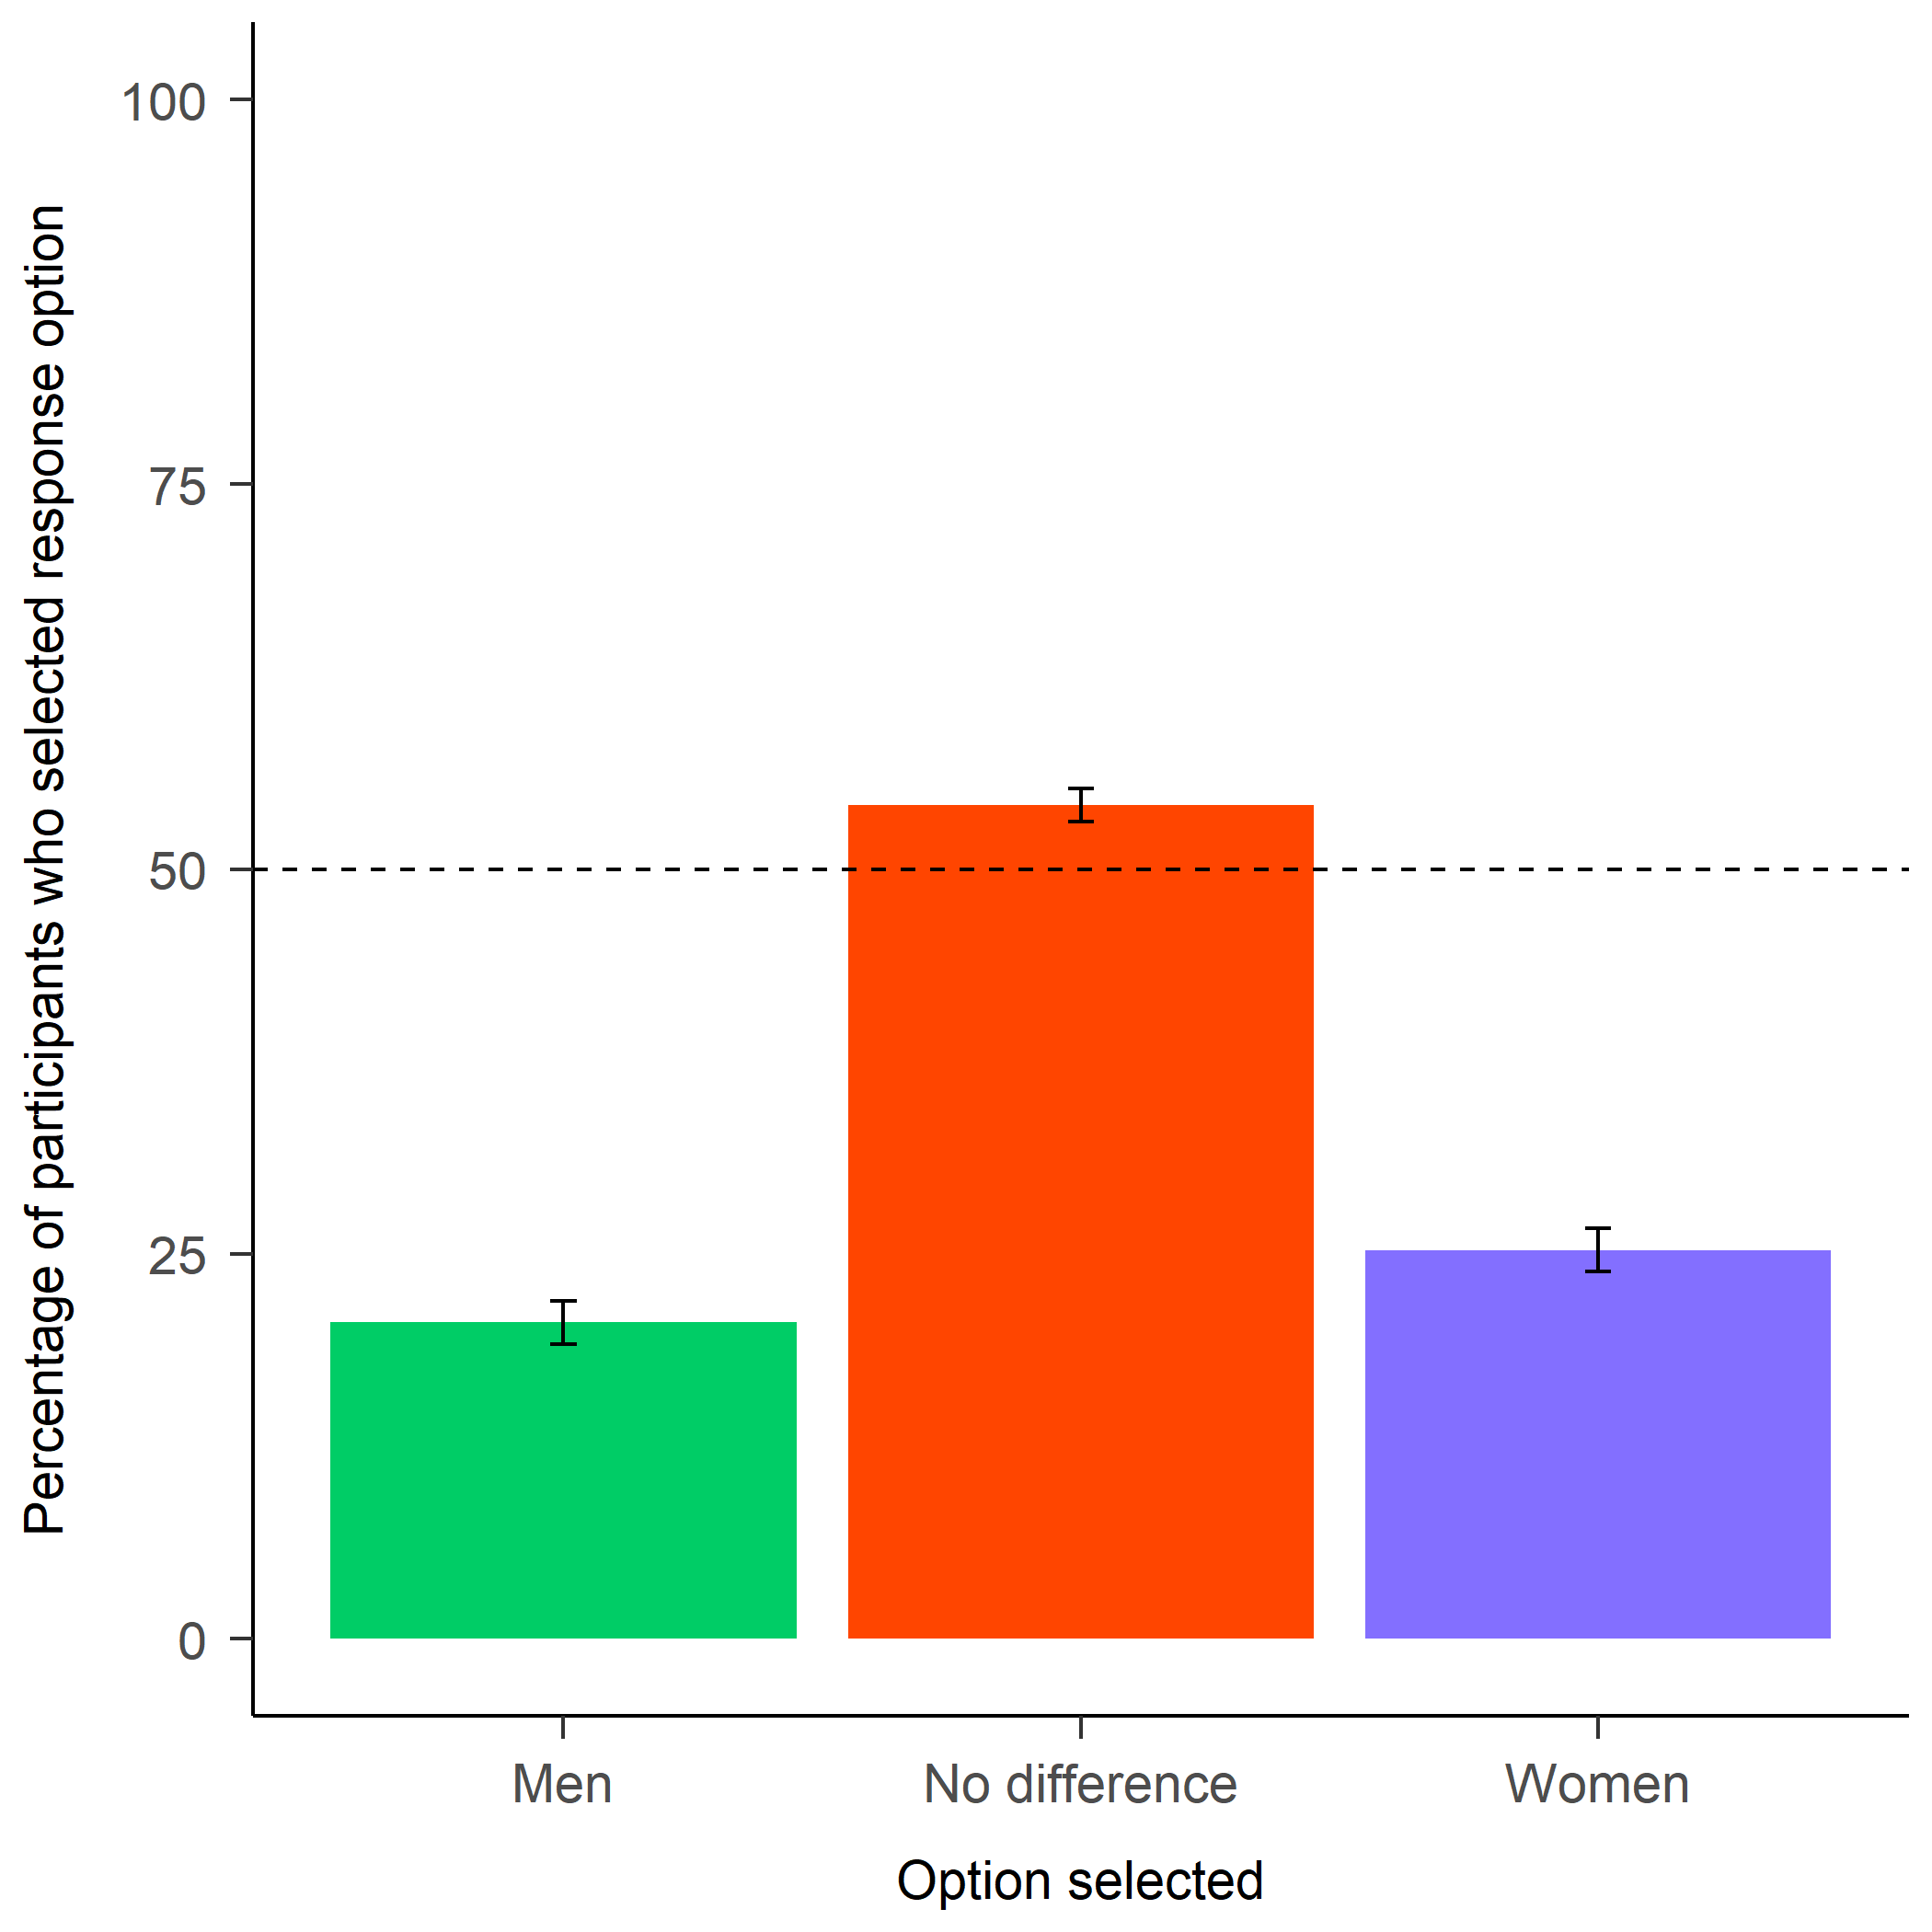 Percentage of participants who selected response option
100
75
50
25
0
Men
No difference
Women
Option selected